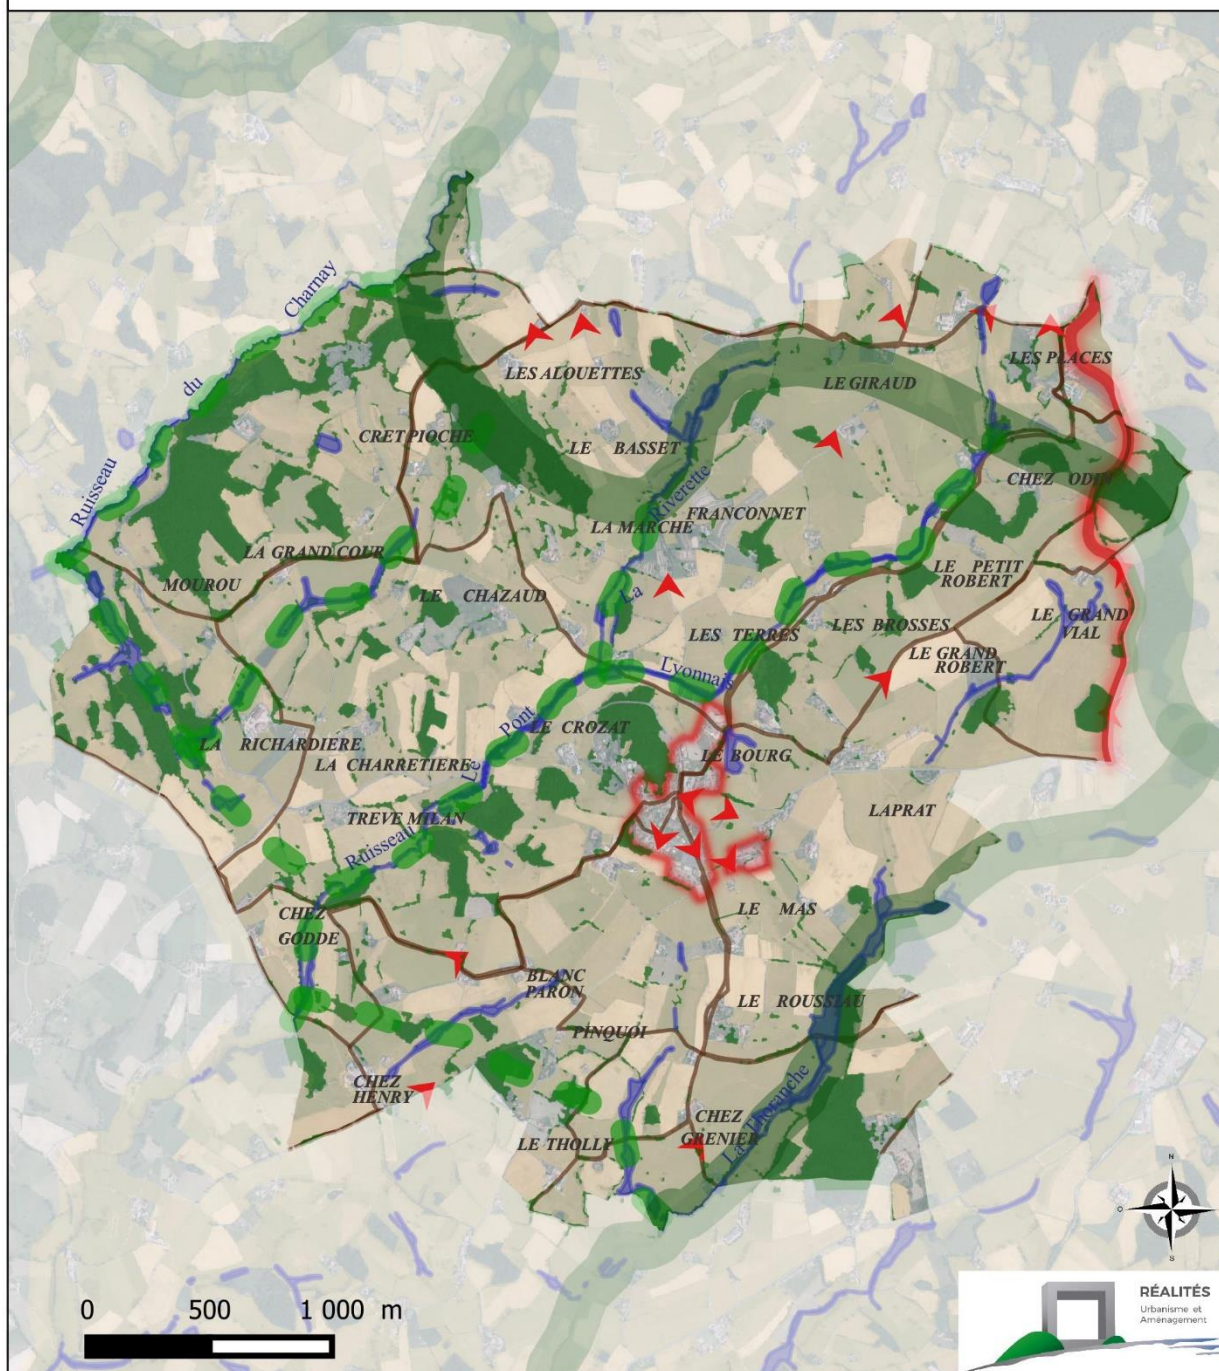 Ruisseau du Charnay
LES ALOUETTES
LES PLACES
LE GIRAUD
CRET PIOCHE
LE BASSET
CHEZ ODIN
La Riverette
FRANCONNET
LA MARCHE
LA GRAND COUR
MOUROU
LE CHAZAUD
LE PETIT
ROBERT
LES TERRES
LES BROSSES
LE GRAND
VIAL
LE GRAND
ROBERT
Ruisseau Le Pont Lyonnais
LE CROZAT
LA RICHARDIERE
LE BOURG
LA CHARRETIERE
TREVE MILAN
LAPRAT
CHEZ
GODDE
LE MAS
BLANC
PARON
LE ROUSSIAU
PINQUOI
CHEZ
HENRY
La Thoranche
CHEZ
GRENIER
LE THOLLY
N
O
S
0 500 1 000 m
RÉALITÉS
Urbanisme et
Aménagement